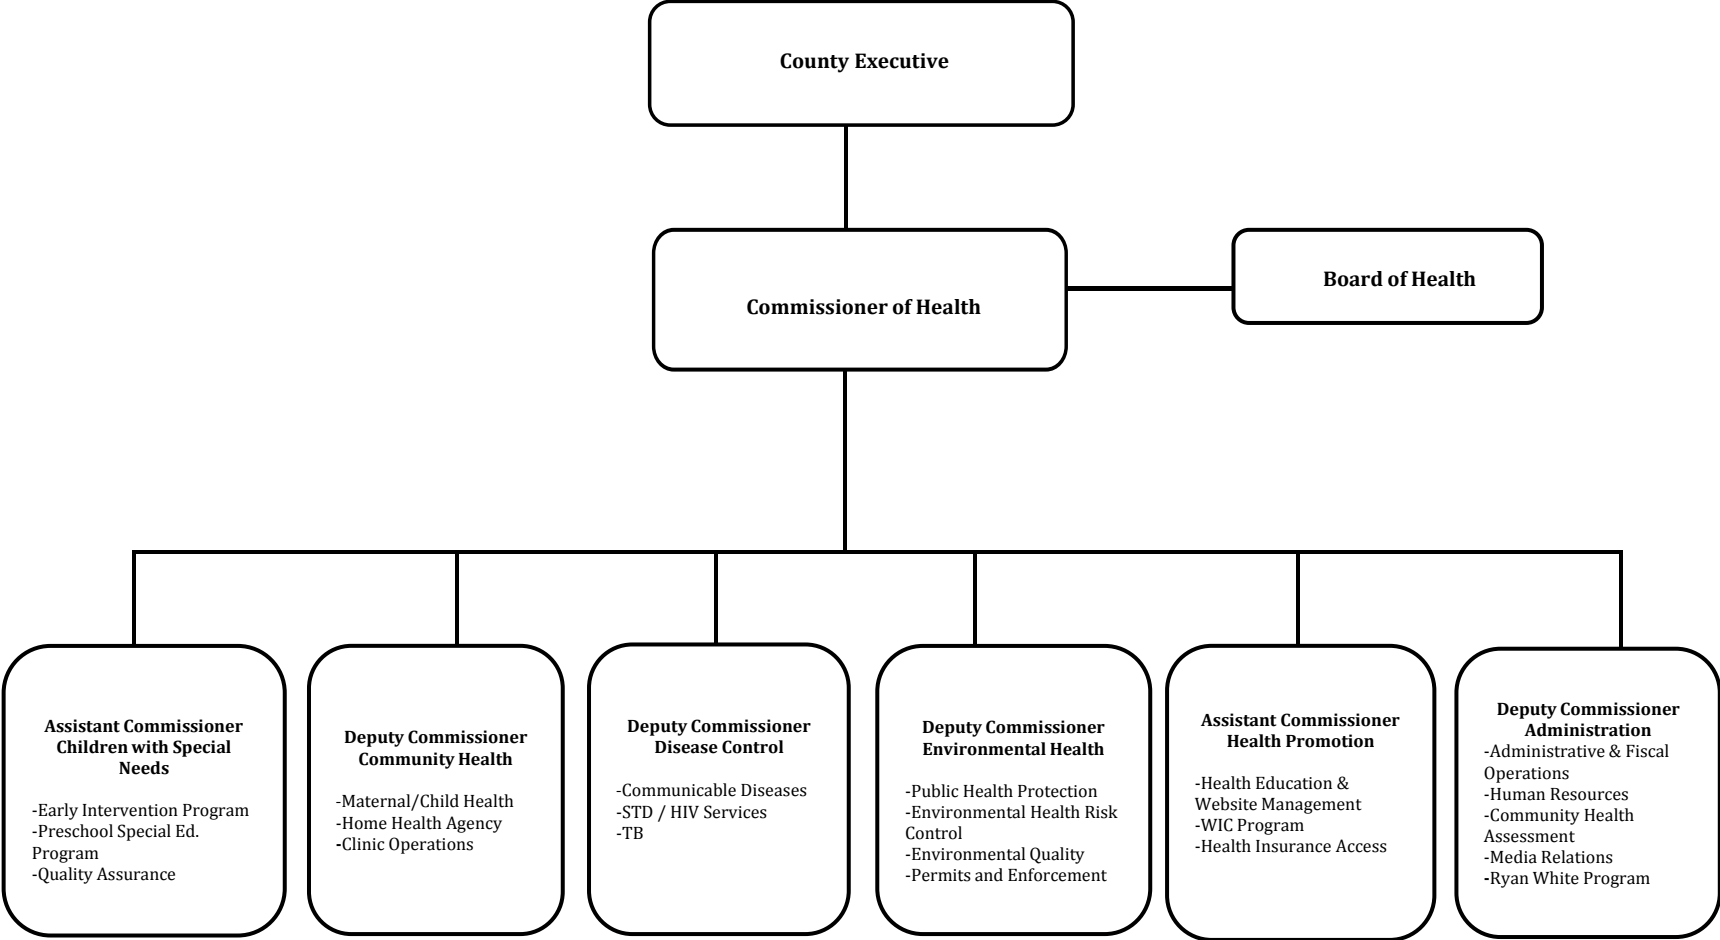 County Executive
Commissioner of Health
Board of Health
Assistant Commissioner
Children with Special
Needs
-Early Intervention Program
-Preschool Special Ed.
Program
-Quality Assurance
Deputy Commissioner
Community Health
-Maternal/Child Health
-Home Health Agency
-Clinic Operations
Deputy Commissioner
Disease Control
-Communicable Diseases
-STD / HIV Services
-TB
Deputy Commissioner
Environmental Health
-Public Health Protection
-Environmental Health Risk
Control
-Environmental Quality
-Permits and Enforcement
Assistant Commissioner
Health Promotion
-Health Education &
Website Management
-WIC Program
-Health Insurance Access
Deputy Commissioner
Administration
-Administrative & Fiscal
Operations
-Human Resources
-Community Health
Assessment
-Media Relations
-Ryan White Program